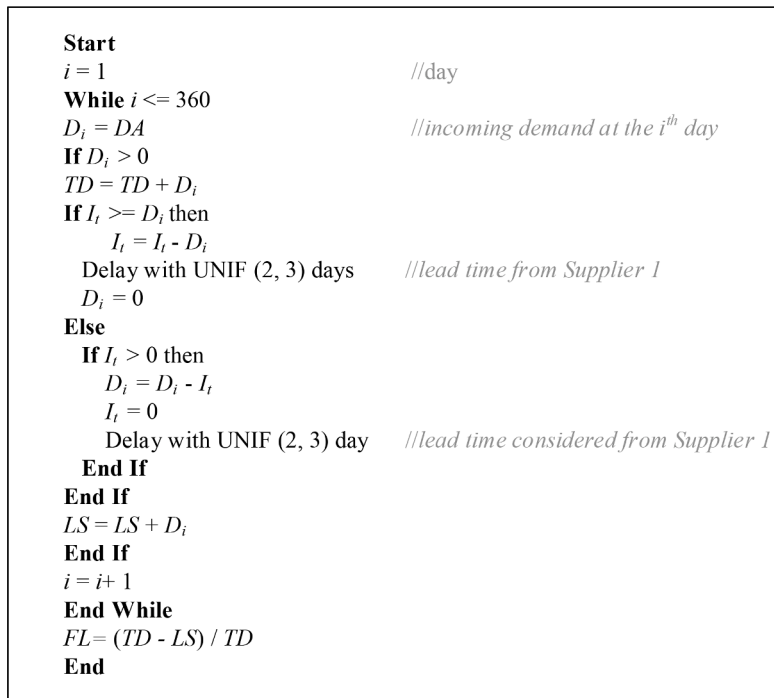 Start
i = 1 //day
While i <= 360
Di = DA //incoming demand at the ith day
If Di > 0
TD = TD + Di
If It >= Di then
It = It - Di
Delay with UNIF (2, 3) days //lead time from Supplier 1
Di = 0
Else
If It > 0 then
Di = Di - It
It = 0
Delay with UNIF (2, 3) day //lead time considered from Supplier 1
End If
End If
LS = LS + Di
End If
i = i+ 1
End While
FL= (TD - LS) / TD
End